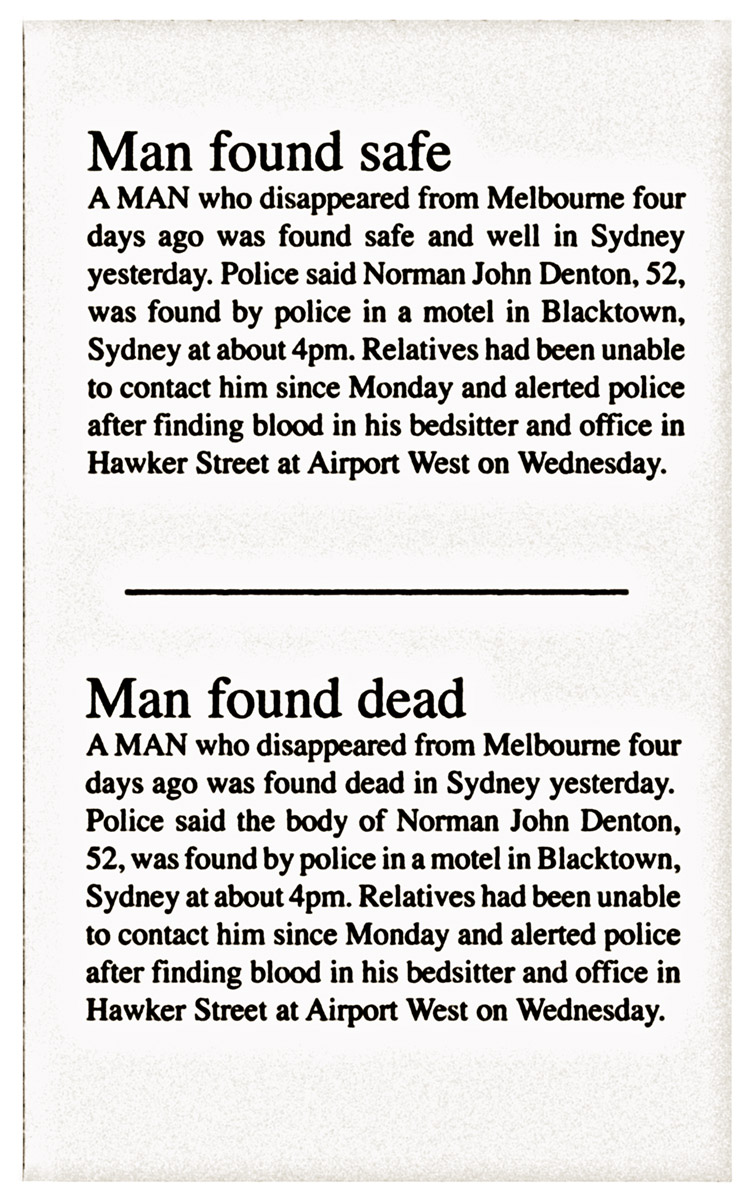 Man found safe
A MAN who disappeared from Melbourne four
days ago was found safe and well in Sydney
yesterday. Police said Norman John Denton, 52,
was found by police in a motel in Blacktown,
Sydney at about 4pm. Relatives had been unable
to contact him since Monday and alerted police
after finding blood in his bedsitter and office in
Hawker Street at Airport West on Wednesday.
Man found dead
A MAN who disappeared from Melbourne four
days ago was found dead in Sydney yesterday.
Police said the body of Norman John Denton,
52, was found by police in a motel in Blacktown,
Sydney at about 4pm. Relatives had been unable
to contact him since Monday and alerted police
after finding blood in his bedsitter and office in
Hawker Street at Airport West on Wednesday.